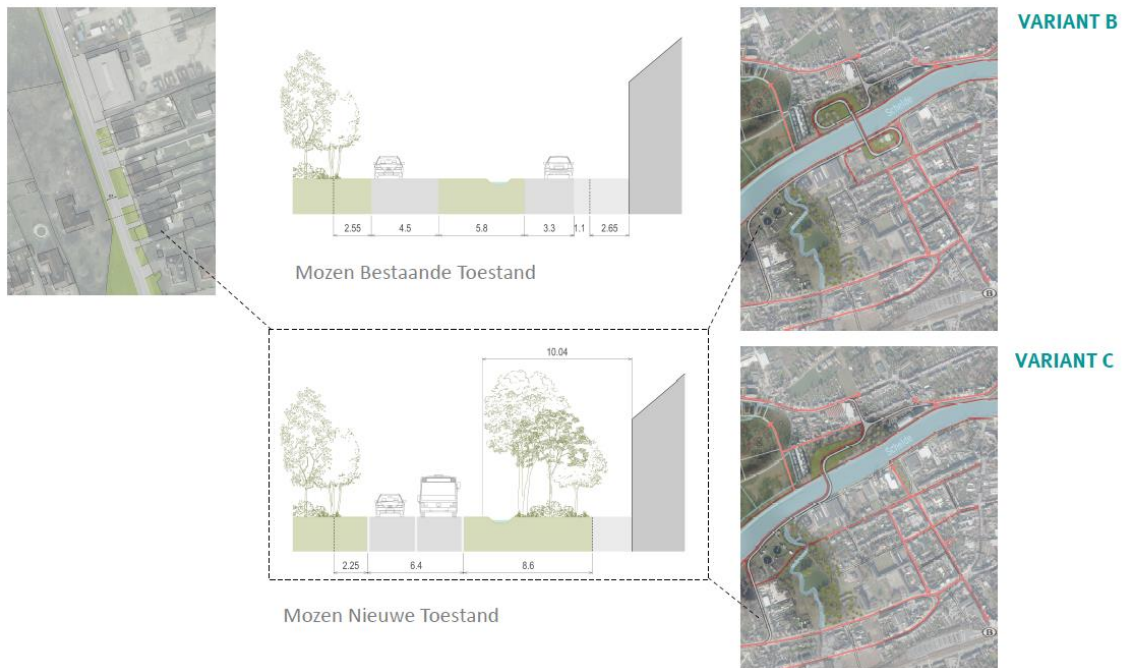 VARIANT B
Schelde
2.55
4.5
5.8
3.3
1.1
2.65
Mozen Bestaande Toestand
B
10.04
VARIANT C
Schelde
2.25
6.4
8.6
Mozen Nieuwe Toestand
B